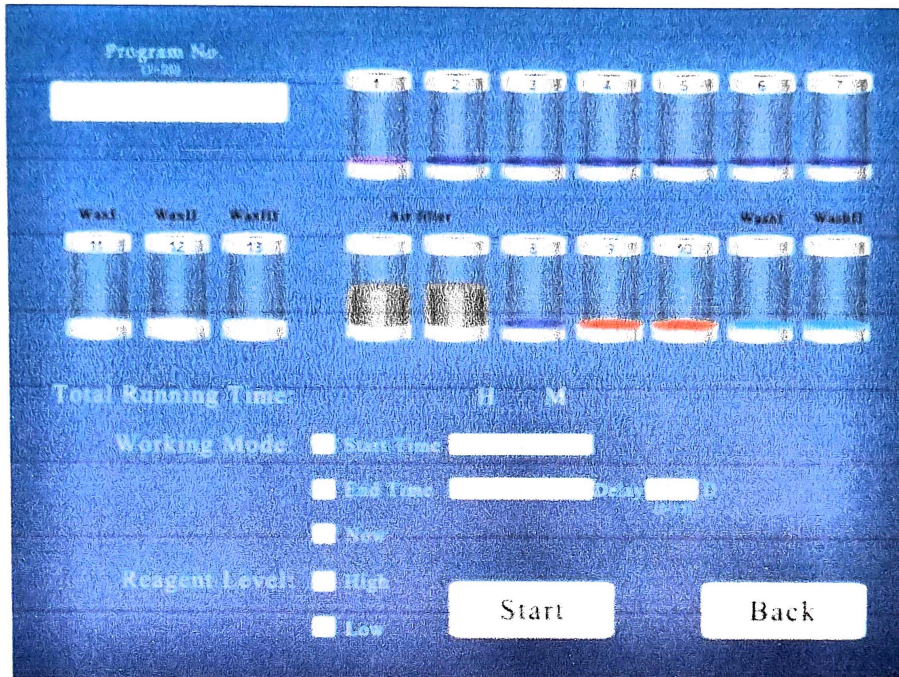 Program No.
(1-20)
1 2 3 4 5 6 7
WaxI WaxII WaxIII Air filter WashI WashII
11 12 13 8 9 10
Total Running Time: H M
Working Mode: Start Time
End Time Delay D
Now
Reagent Level: High
Low
Start Back